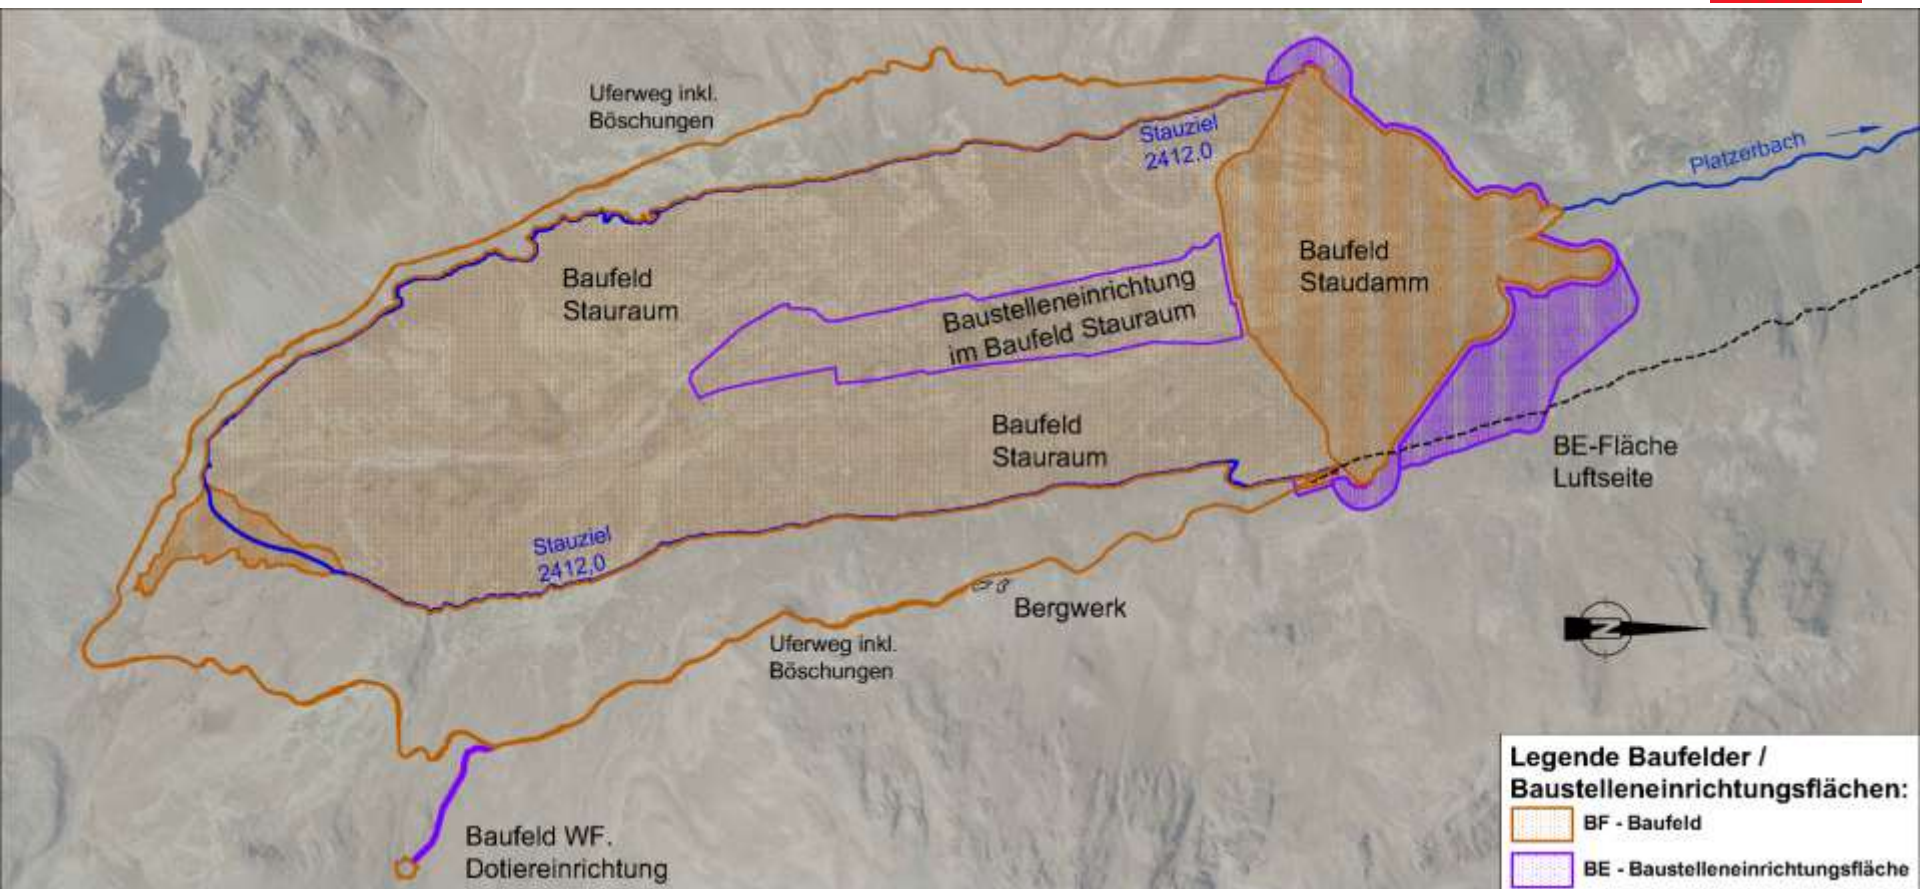 Uferweg inkl.
Böschungen
Stauziel
2412,0
Platzerbach
Baufeld
Stauraum
Baufeld
Staudamm
Baustelleneinrichtung
im Baufeld Stauraum
Baufeld
Stauraum
BE-Fläche
Luftseite
Stauziel
2412,0
Bergwerk
Uferweg inkl.
Böschungen
N
Baufeld WF.
Dotiereinrichtung
Legende Baufelder /
Baustelleneinrichtungsflächen:
BF - Baufeld
BE - Baustelleneinrichtungsfläche